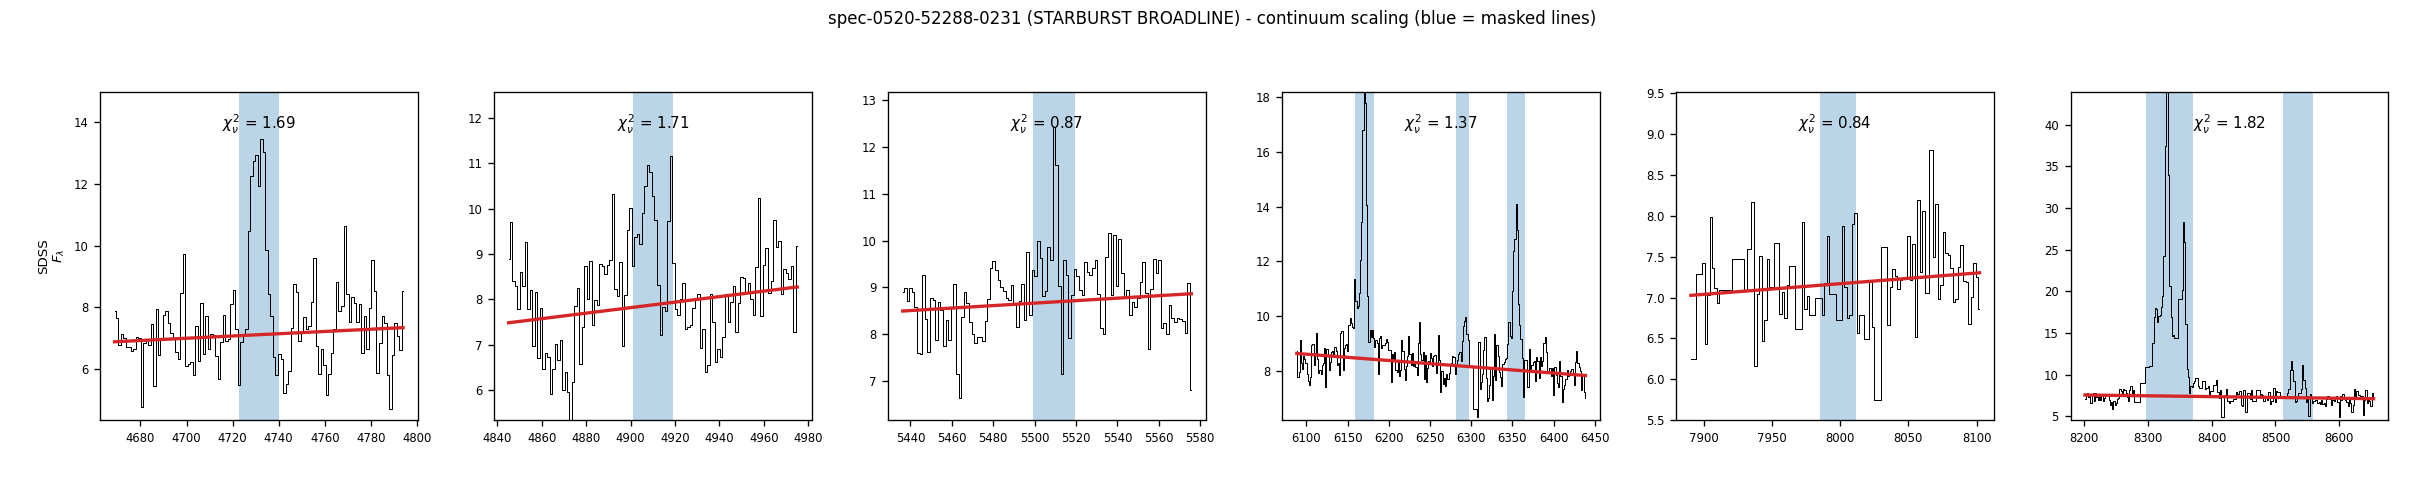 spec-0520-52288-0231 (STARBURST BROADLINE) - continuum scaling (blue = masked lines)
SDSS
F_λ
χ²_ν = 1.69
14
12
10
8
6
4680 4700 4720 4740 4760 4780 4800
χ²_ν = 1.71
12
11
10
9
8
7
6
4840 4860 4880 4900 4920 4940 4960 4980
χ²_ν = 0.87
13
12
11
10
9
8
7
5440 5460 5480 5500 5520 5540 5560 5580
χ²_ν = 1.37
18
16
14
12
10
8
6100 6150 6200 6250 6300 6350 6400 6450
χ²_ν = 0.84
9.5
9.0
8.5
8.0
7.5
7.0
6.5
6.0
5.5
7900 7950 8000 8050 8100
χ²_ν = 1.82
40
35
30
25
20
15
10
5
8200 8300 8400 8500 8600